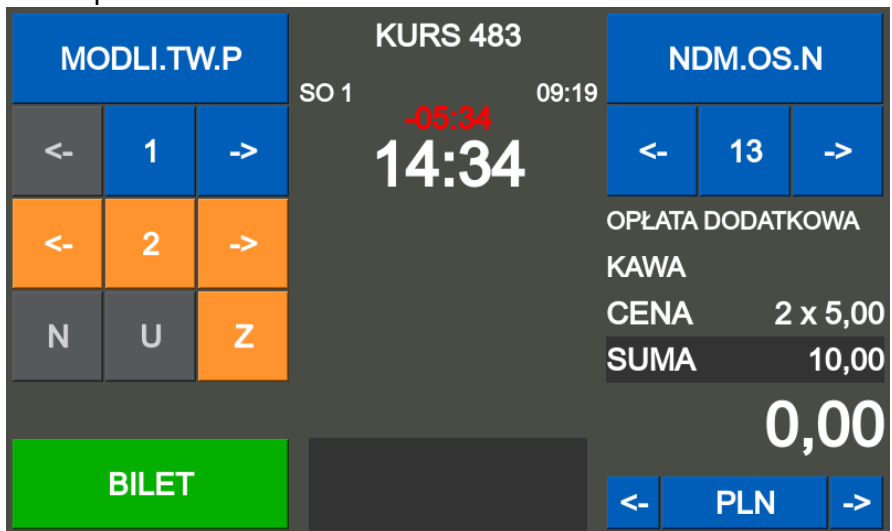 MODLI.TW.P
<- 1 ->
<- 2 ->
N U Z
BILET
KURS 483
SO 1 09:19
-05:34
14:34
NDM.OS.N
<- 13 ->
OPŁATA DODATKOWA
KAWA
CENA 2 x 5,00
SUMA 10,00
0,00
<- PLN ->